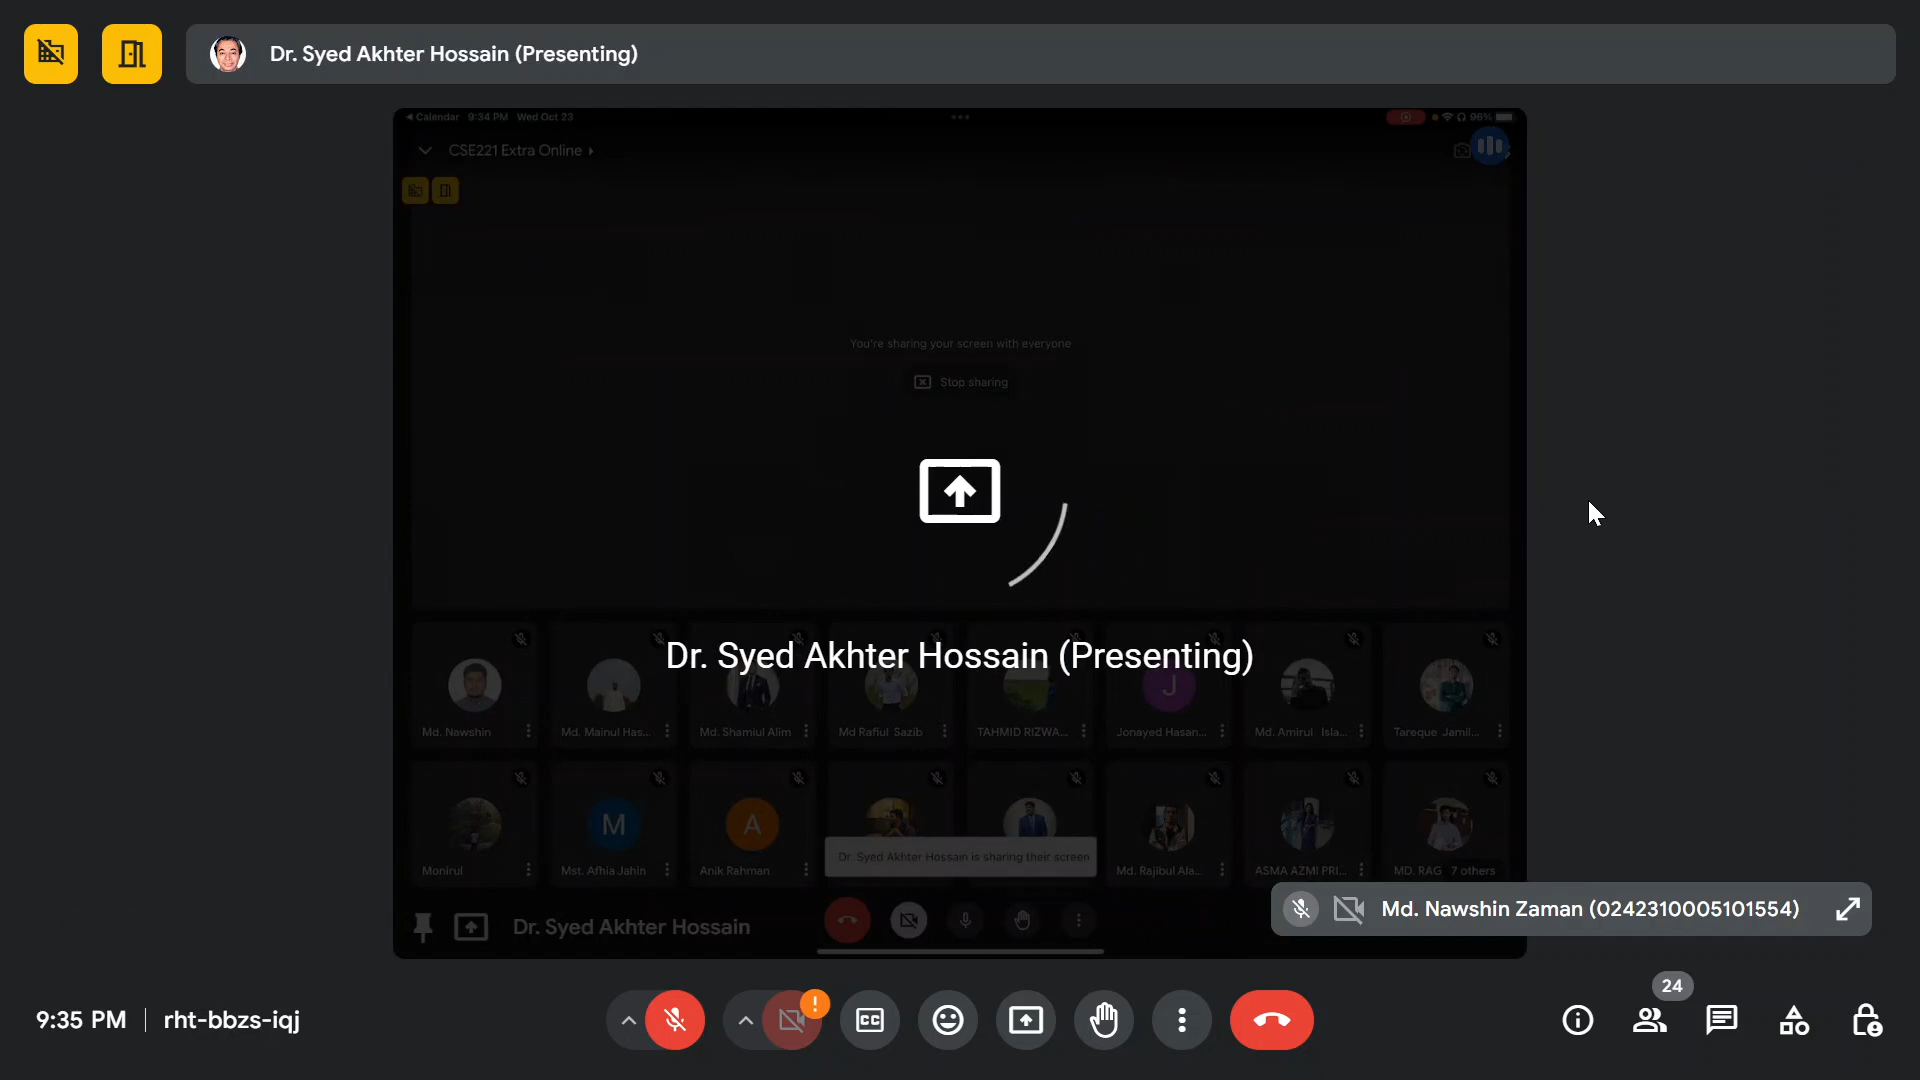 Dr. Syed Akhter Hossain (Presenting)
Calendar 9:34 PM Wed Oct 23
96%
CSE221 Extra Online
You're sharing your screen with everyone
Stop sharing
Dr. Syed Akhter Hossain (Presenting)
J
Md. Nawshin
Md. Mainul Has...
Md. Shamiul Alim
Md Rafiul Sazib
TAHMID RIZWA...
Jonayed Hasan...
Md. Amirul Isla...
Tareque Jamil...
M
A
Dr. Syed Akhter Hossain is sharing their screen
Monirul
Mst. Afhia Jahin
Anik Rahman
Md. Rajibul Ala...
ASMA AZMI PRI...
MD. RAG
7 others
Dr. Syed Akhter Hossain
Md. Nawshin Zaman (0242310005101554)
9:35 PM
rht-bbzs-iqj
!
CC
24